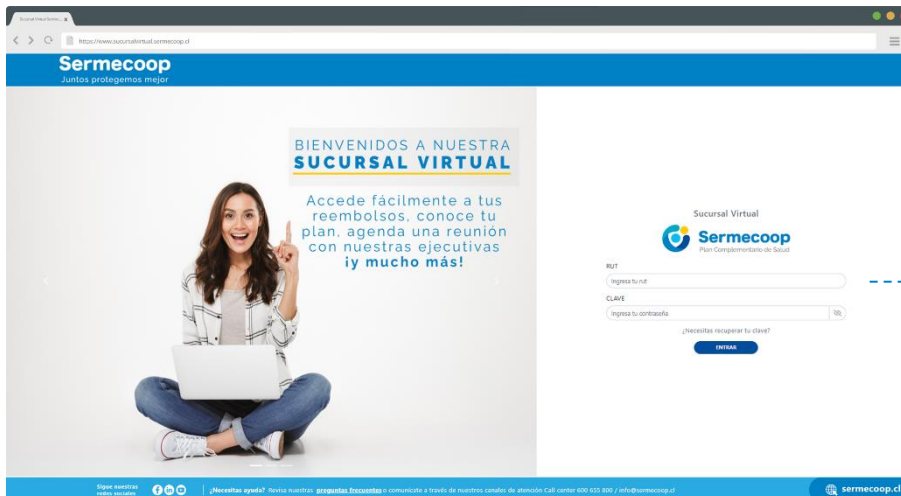 Sucursal Virtual Serme...
https://www.sucursalvirtual.sermecoop.cl
Sermecoop
Juntos protegemos mejor
BIENVENIDOS A NUESTRA
SUCURSAL VIRTUAL
Accede fácilmente a tus
reembolsos, conoce tu
plan, agenda una reunión
con nuestras ejecutivas
¡y mucho más!
Sucursal Virtual
Sermecoop
Plan Complementario de Salud
RUT
Ingresa tu rut
CLAVE
Ingresa tu contraseña
¿Necesitas recuperar tu clave?
ENTRAR
Sigue nuestras
redes sociales
¿Necesitas ayuda? Revisa nuestras preguntas frecuentes o comunícate a través de nuestros canales de atención Call center 600 655 800 / info@sermecoop.cl
sermecoop.cl